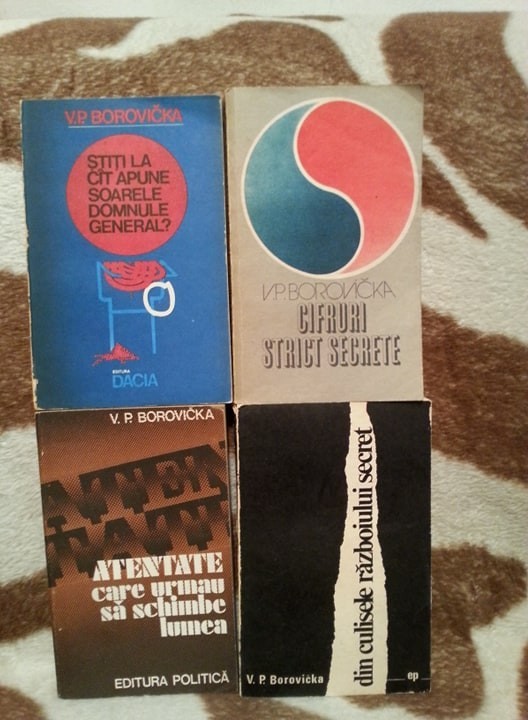 V.P. BOROVIČKA
STITI LA
CÎT APUNE
SOARELE
DOMNULE
GENERAL?
EDITURA
DACIA
V.P. BOROVIČKA
CIFRURI
STRICT SECRETE
V. P. BOROVIČKA
ATENTATE
care urmau
să schimbe
lumea
EDITURA POLITICĂ
din culisele războiului secret
V. P. Borovička
ep